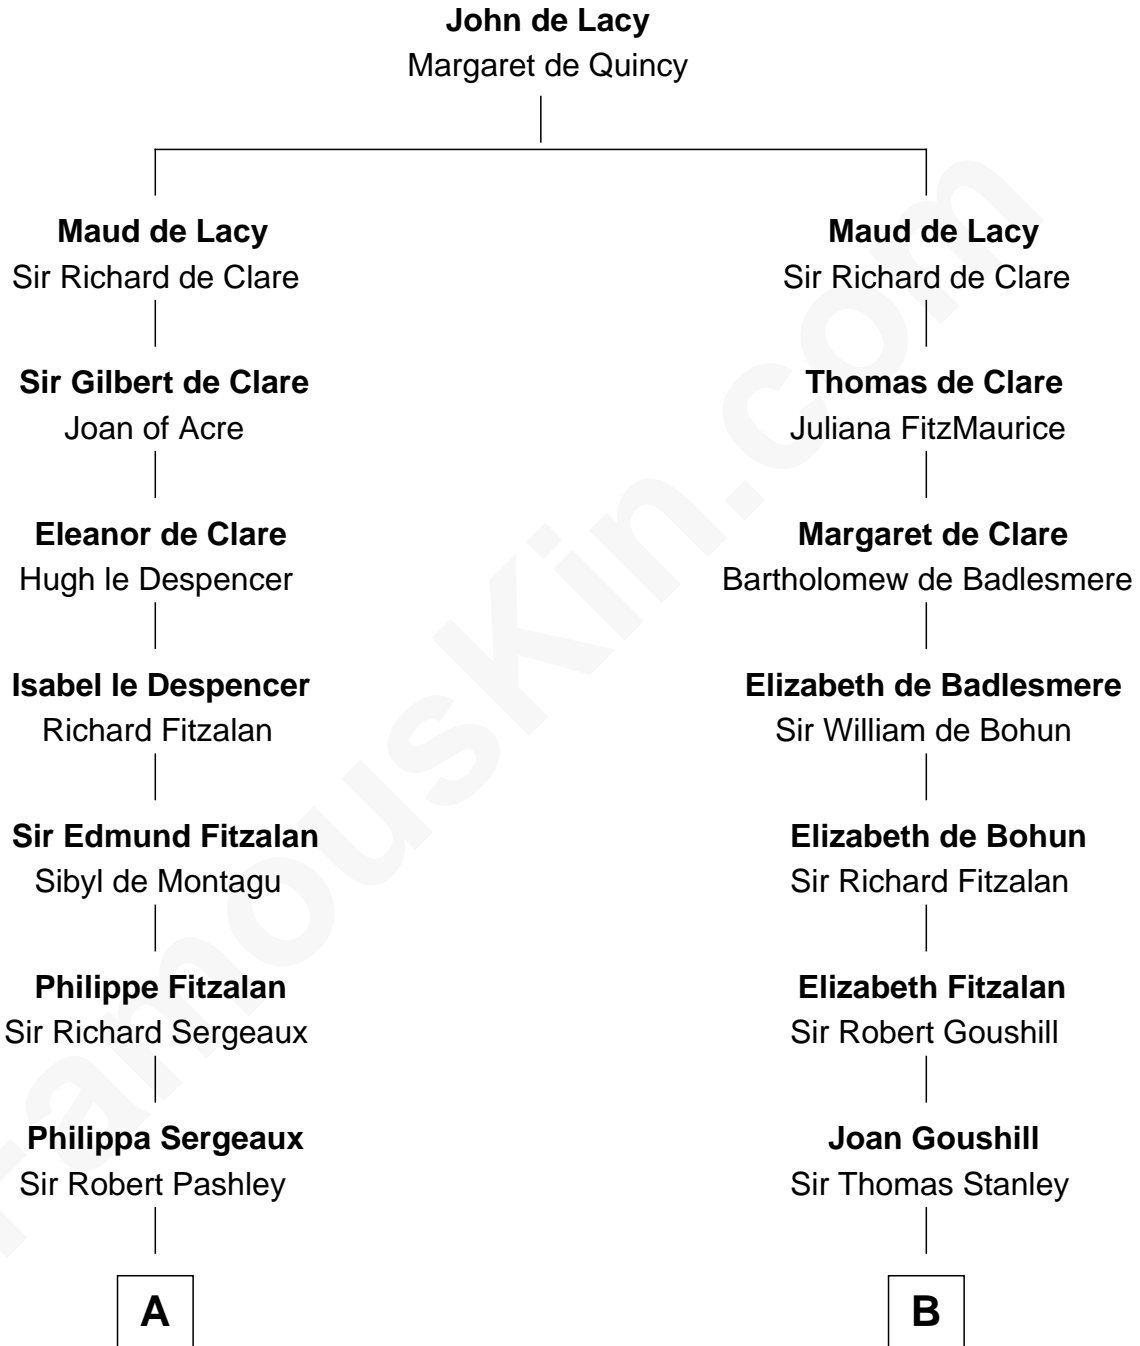 John de Lacy
Margaret de Quincy
Maud de Lacy
Sir Richard de Clare
Sir Gilbert de Clare
Joan of Acre
Eleanor de Clare
Hugh le Despencer
Isabel le Despencer
Richard Fitzalan
Sir Edmund Fitzalan
Sibyl de Montagu
Philippe Fitzalan
Sir Richard Sergeaux
Philippa Sergeaux
Sir Robert Pashley
A
Maud de Lacy
Sir Richard de Clare
Thomas de Clare
Juliana FitzMaurice
Margaret de Clare
Bartholomew de Badlesmere
Elizabeth de Badlesmere
Sir William de Bohun
Elizabeth de Bohun
Sir Richard Fitzalan
Elizabeth Fitzalan
Sir Robert Goushill
Joan Goushill
Sir Thomas Stanley
B
FamousKin.com